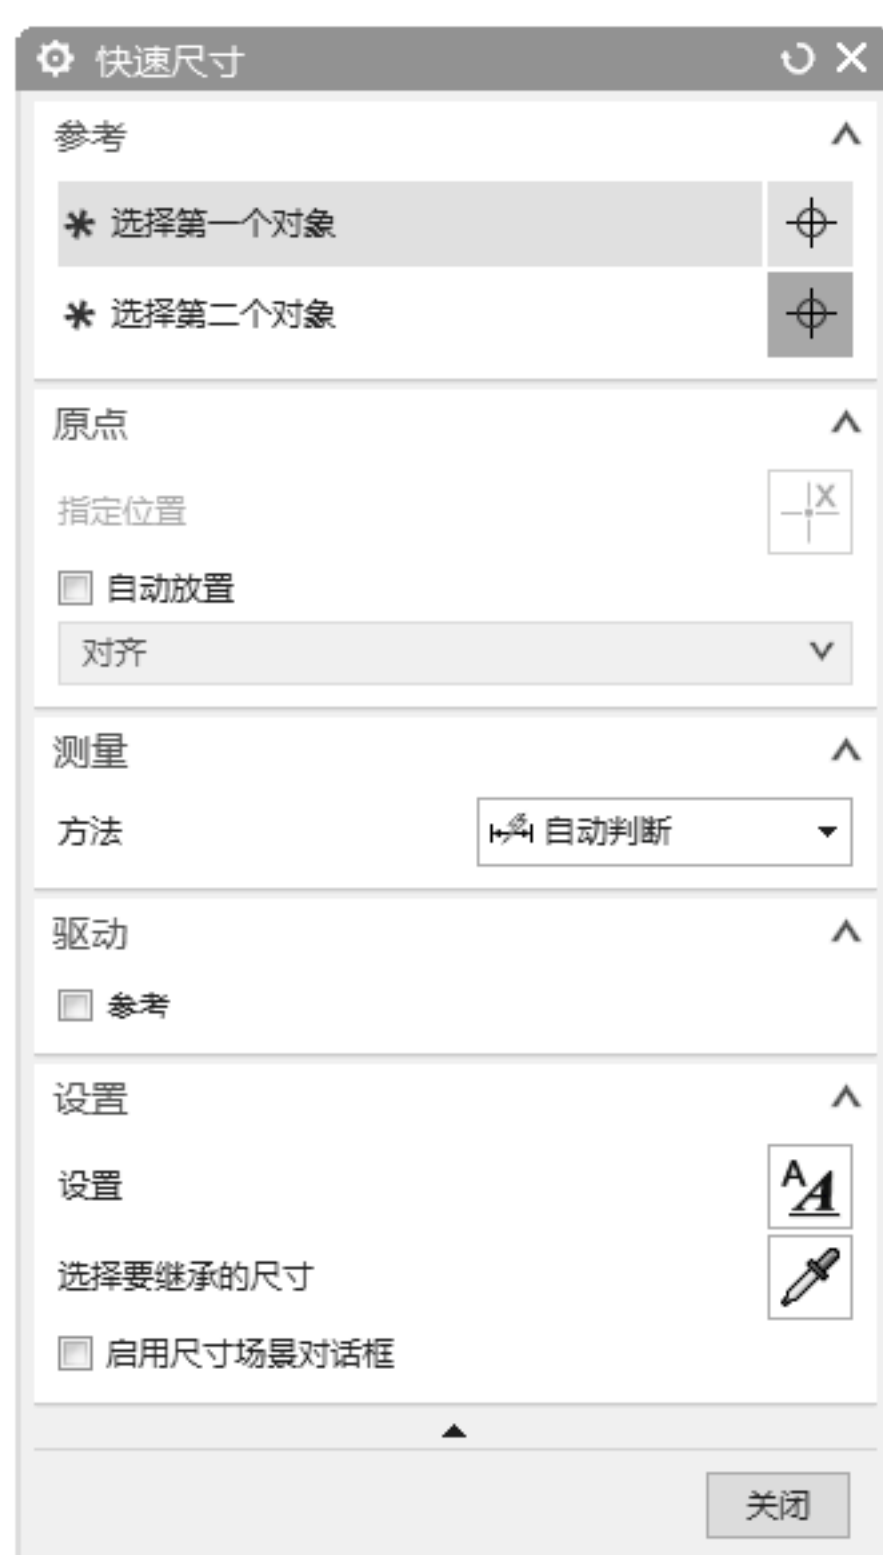 快速尺寸
参考
* 选择第一个对象
* 选择第二个对象
原点
指定位置
自动放置
对齐
测量
方法 自动判断
驱动
参考
设置
设置
选择要继承的尺寸
启用尺寸场景对话框
关闭